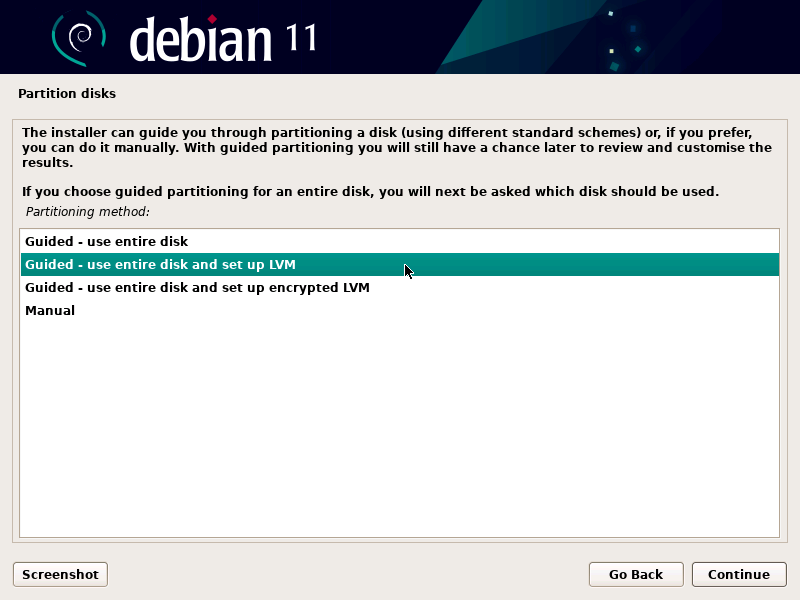 debian 11
Partition disks
The installer can guide you through partitioning a disk (using different standard schemes) or, if you prefer,
you can do it manually. With guided partitioning you will still have a chance later to review and customise the
results.
If you choose guided partitioning for an entire disk, you will next be asked which disk should be used.
Partitioning method:
Guided - use entire disk
Guided - use entire disk and set up LVM
Guided - use entire disk and set up encrypted LVM
Manual
Screenshot
Go Back
Continue